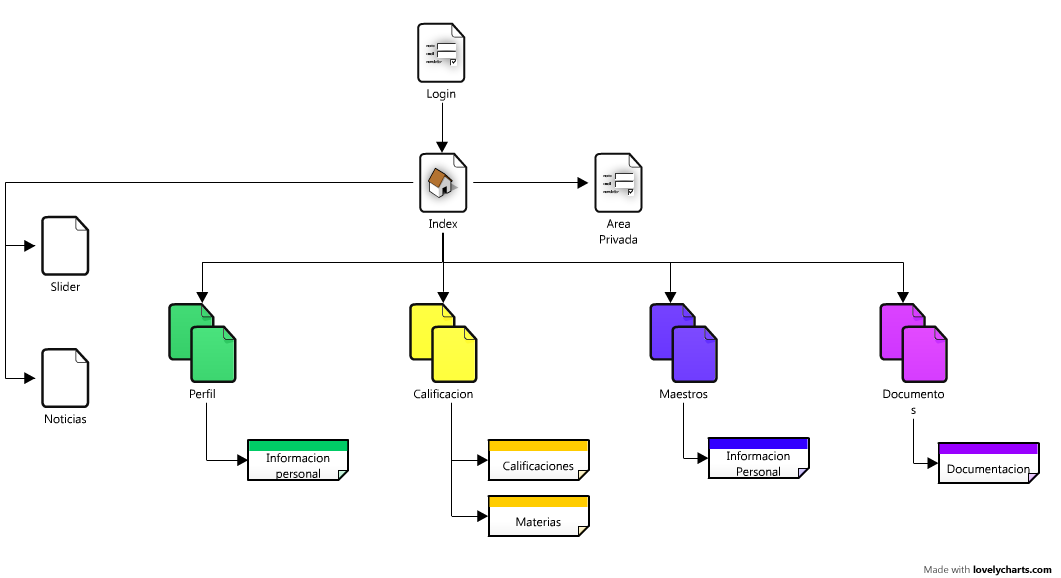 Login
Index
Area
Privada
Slider
Noticias
Perfil
Calificacion
Maestros
Documento
s
Informacion
personal
Calificaciones
Materias
Informacion
Personal
Documentacion
Made with lovelycharts.com